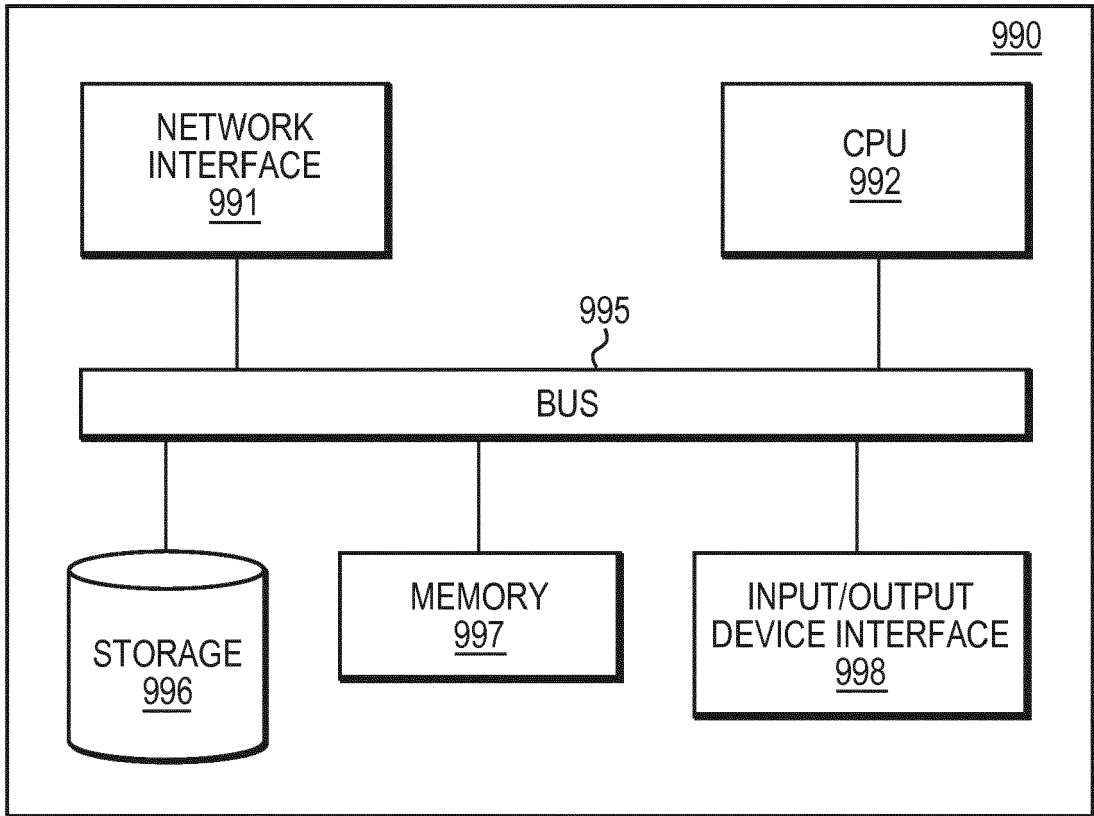 990
NETWORK
INTERFACE
991
CPU
992
995
BUS
STORAGE
996
MEMORY
997
INPUT/OUTPUT
DEVICE INTERFACE
998